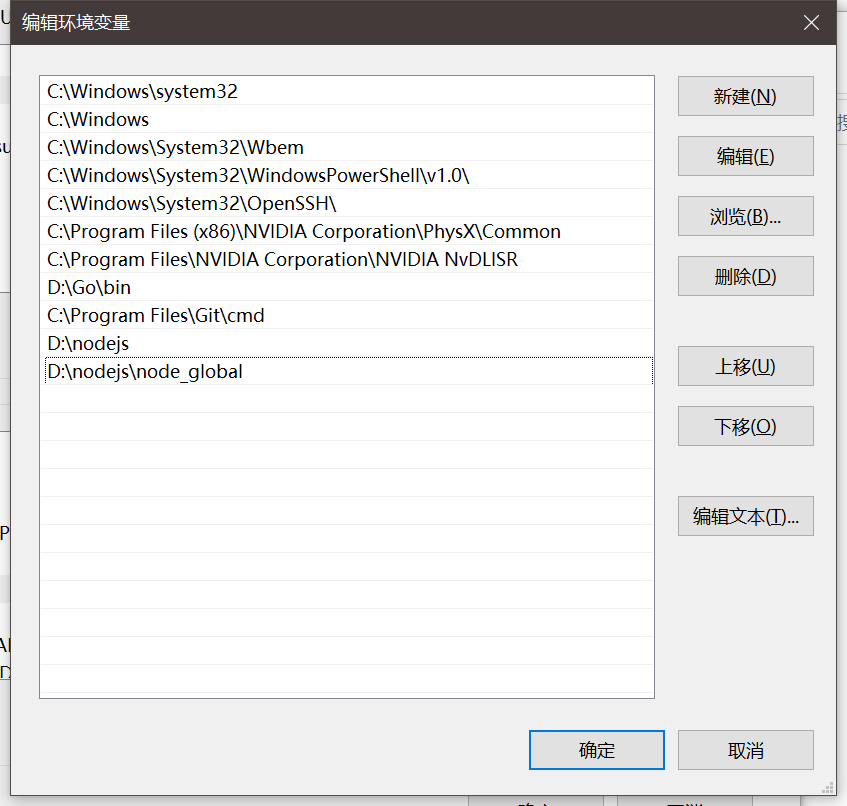 编辑环境变量
C:\Windows\system32
C:\Windows
C:\Windows\System32\Wbem
C:\Windows\System32\WindowsPowerShell\v1.0\
C:\Windows\System32\OpenSSH\
C:\Program Files (x86)\NVIDIA Corporation\PhysX\Common
C:\Program Files\NVIDIA Corporation\NVIDIA NvDLISR
D:\Go\bin
C:\Program Files\Git\cmd
D:\nodejs
D:\nodejs\node_global
新建(N)
编辑(E)
浏览(B)...
删除(D)
上移(U)
下移(O)
编辑文本(T)...
确定
取消